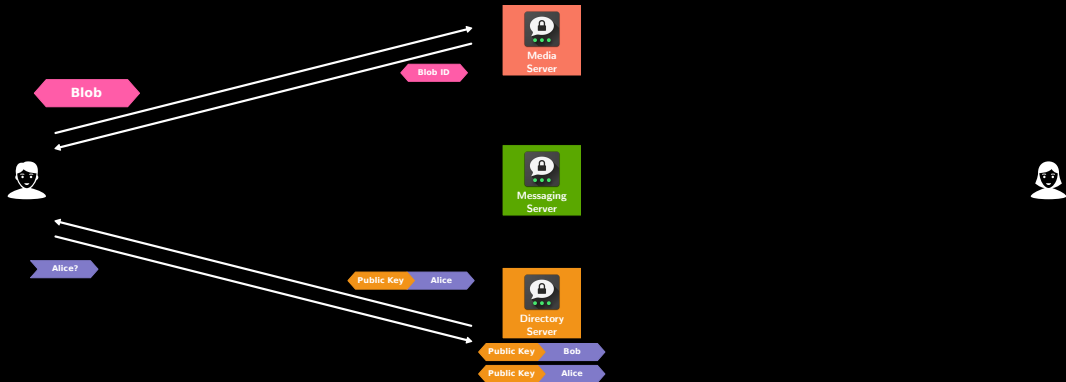 Media
Server
Blob ID
Blob
Messaging
Server
Alice?
Public Key Alice
Directory
Server
Public Key Bob
Public Key Alice